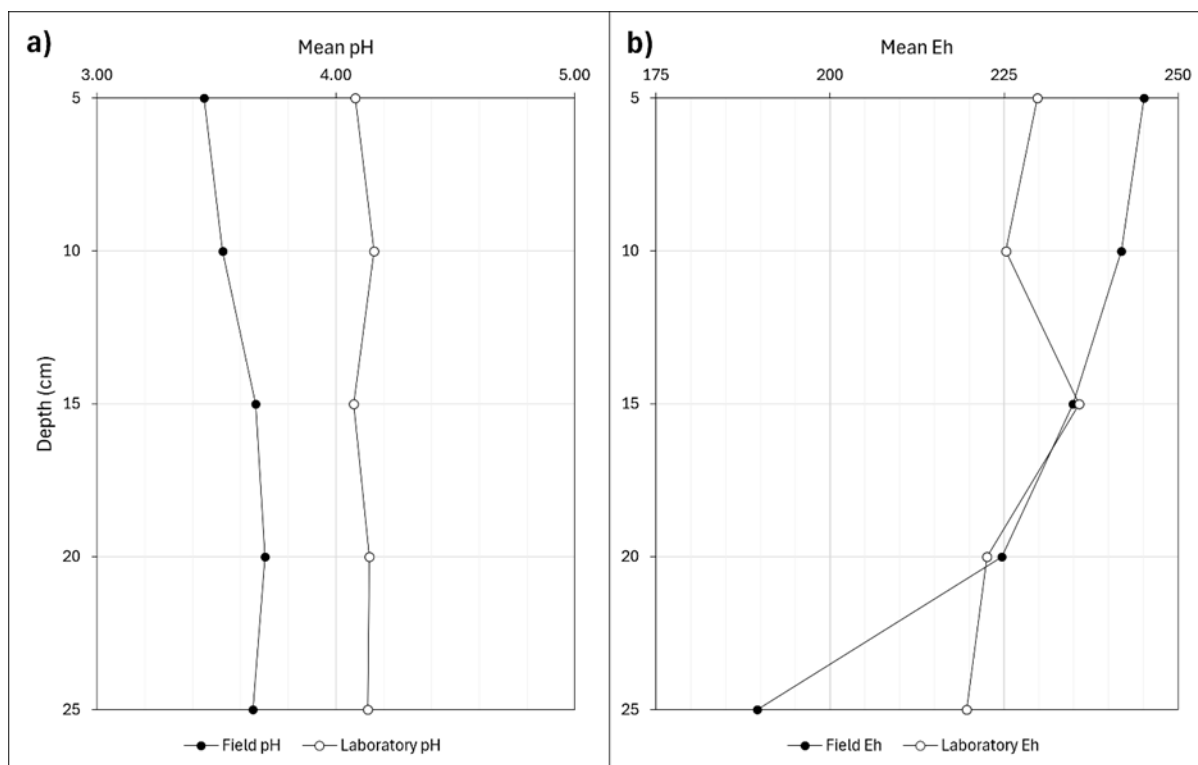 a)
Mean pH
3.00 4.00 5.00
5
10
15
20
25
Depth (cm)
Field pH Laboratory pH
b)
Mean Eh
175 200 225 250
5
10
15
20
25
Field Eh Laboratory Eh